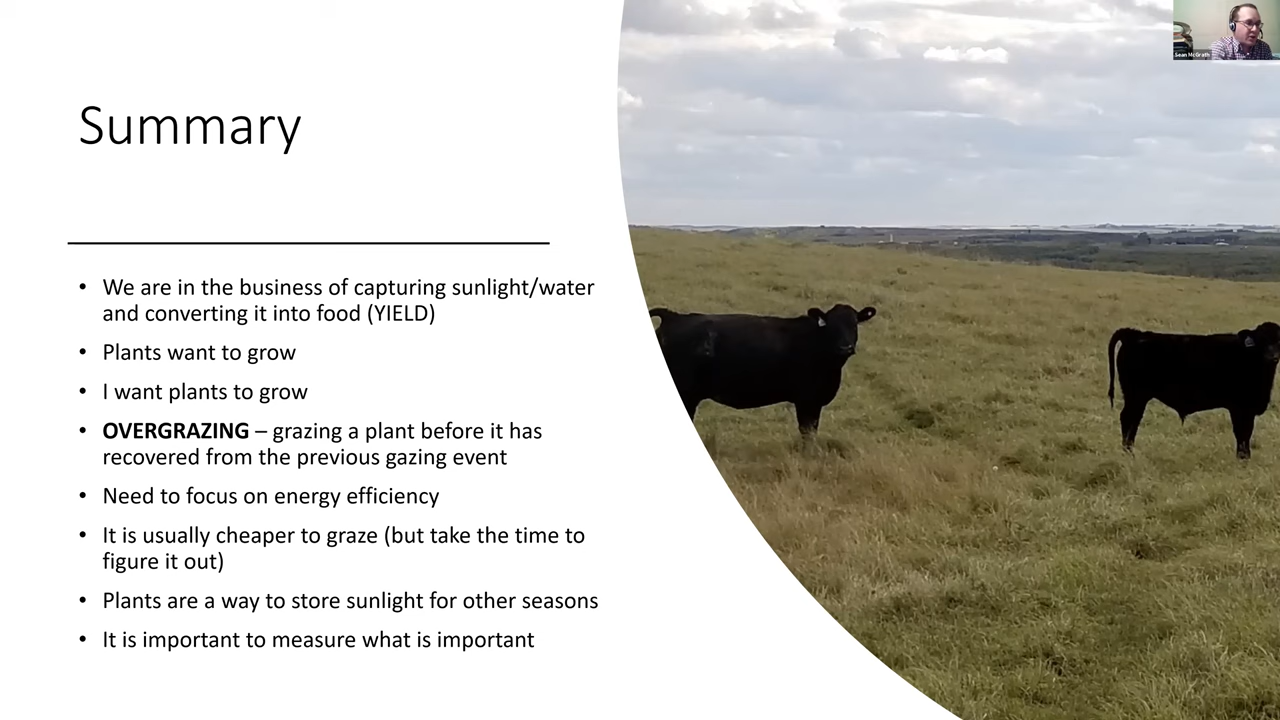 Summary
• We are in the business of capturing sunlight/water
and converting it into food (YIELD)
• Plants want to grow
• I want plants to grow
• OVERGRAZING – grazing a plant before it has
recovered from the previous gazing event
• Need to focus on energy efficiency
• It is usually cheaper to graze (but take the time to
figure it out)
• Plants are a way to store sunlight for other seasons
• It is important to measure what is important
Sean McGrath